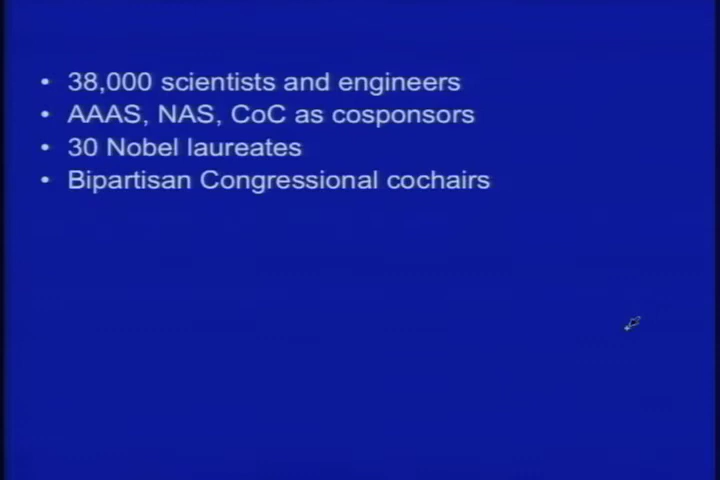 • 38,000 scientists and engineers
• AAAS, NAS, CoC as cosponsors
• 30 Nobel laureates
• Bipartisan Congressional cochairs